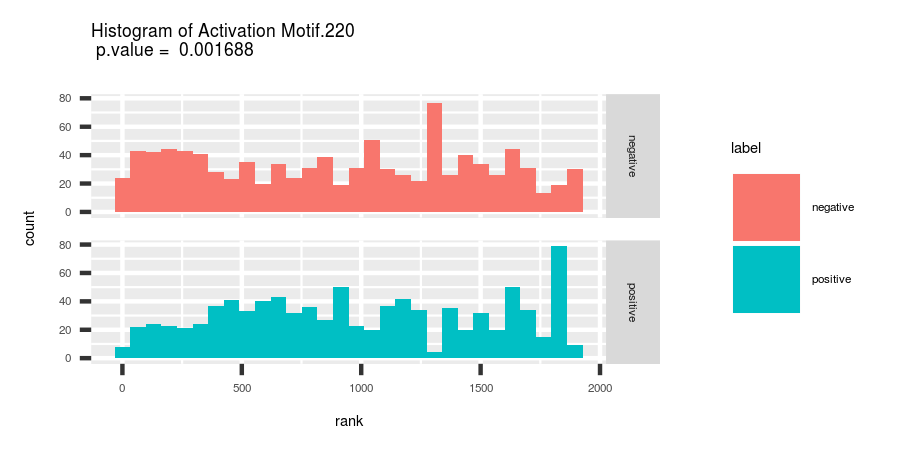 Histogram of Activation Motif.220
p.value = 0.001688
count
80
60
40
20
0
negative
80
60
40
20
0
positive
0 500 1000 1500 2000
rank
label
negative
positive